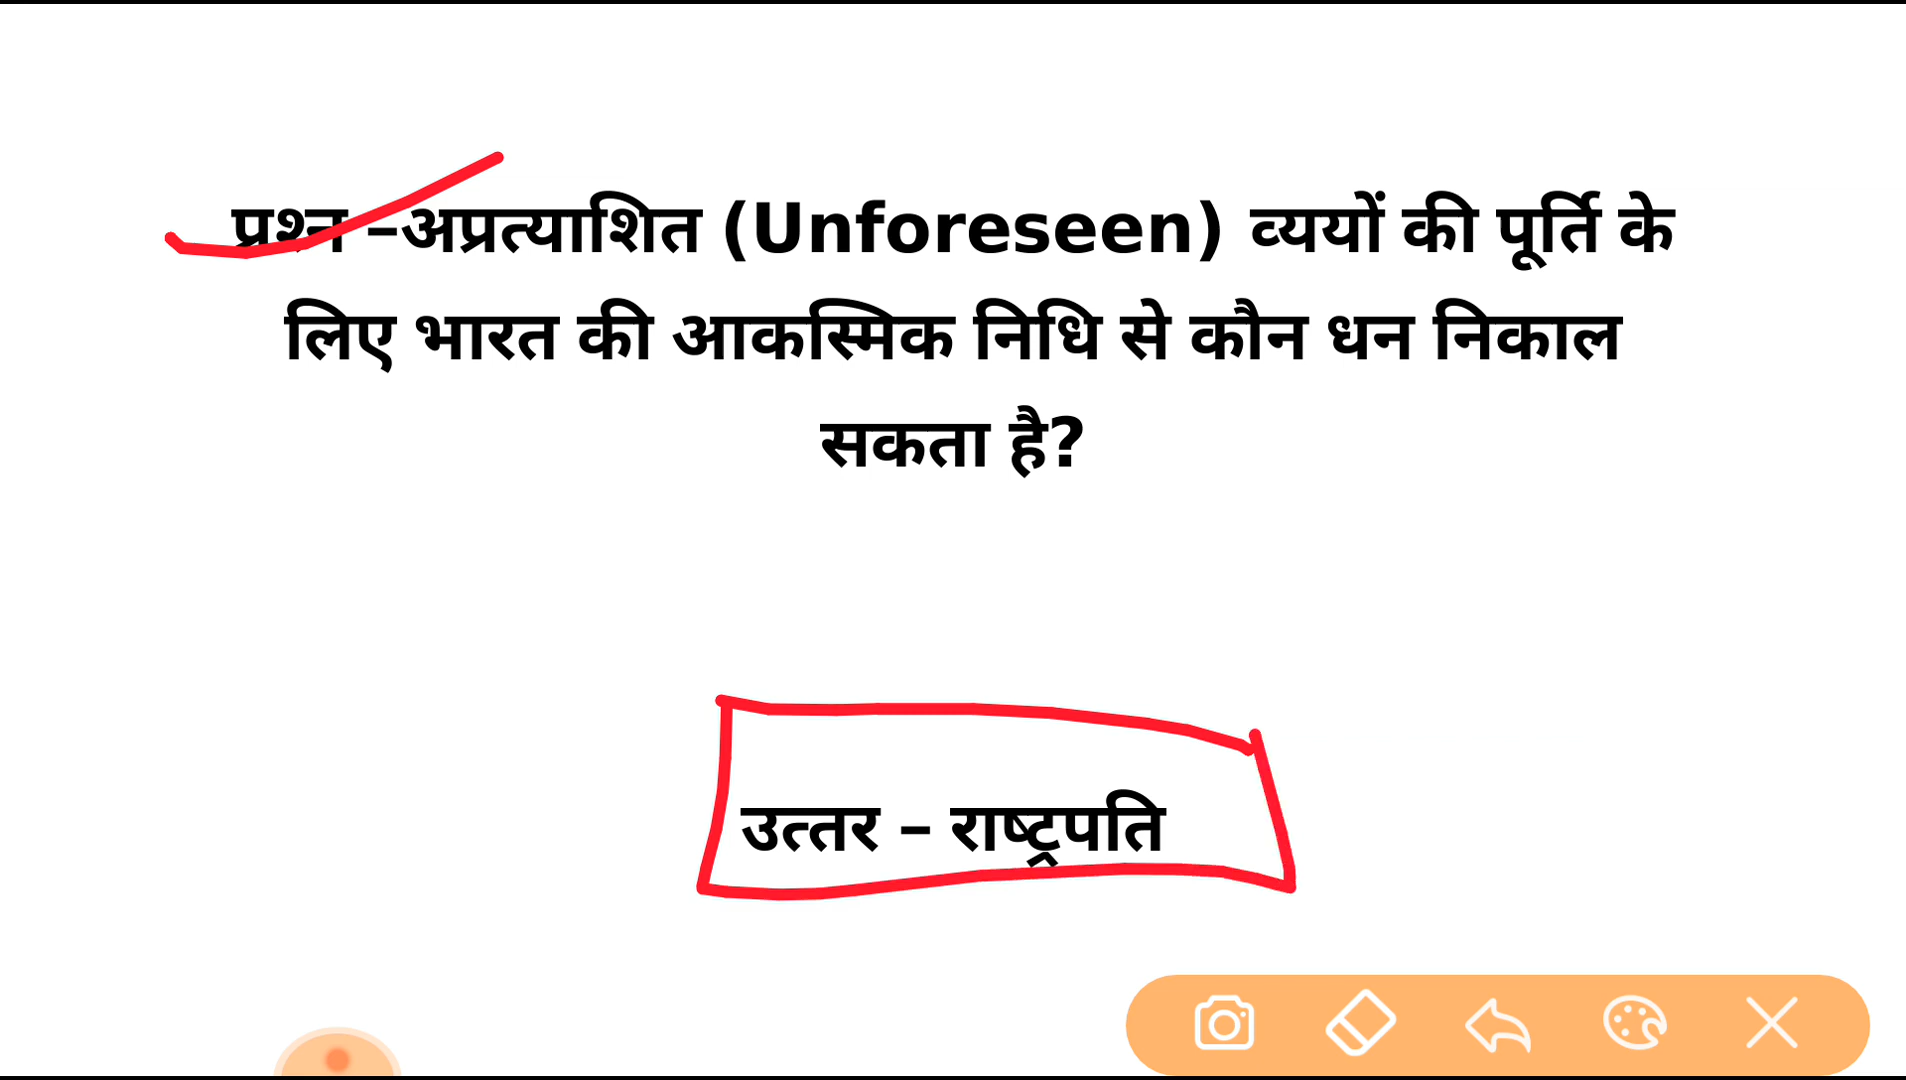 प्रश्न –अप्रत्याशित (Unforeseen) व्ययों की पूर्ति के
लिए भारत की आकस्मिक निधि से कौन धन निकाल
सकता है?
उत्तर – राष्ट्रपति